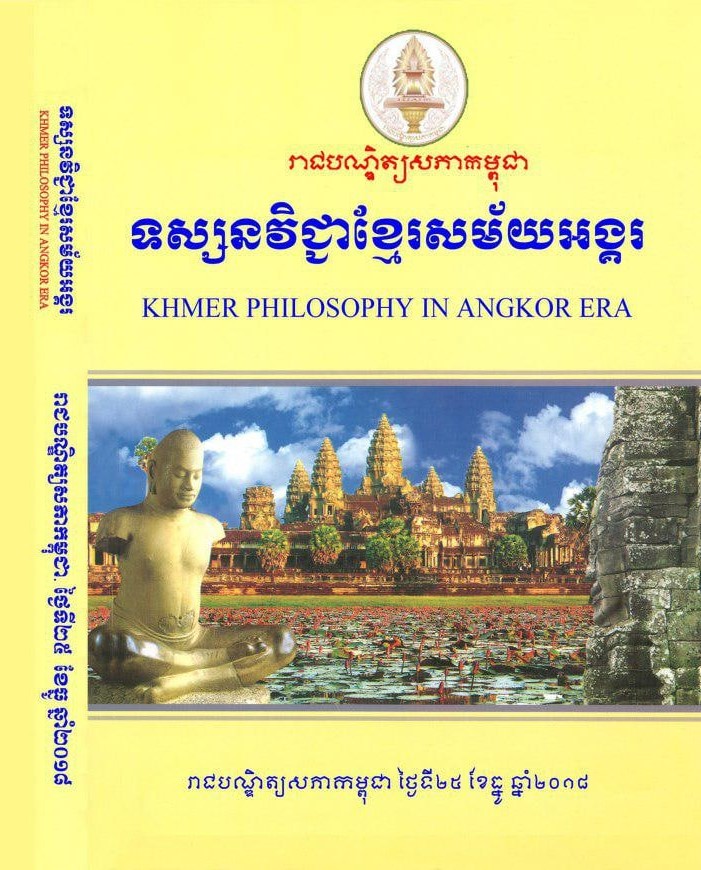 រាជបណ្ឌិត្យសភាកម្ពុជា
ទស្សនវិជ្ជាខ្មែរសម័យអង្គរ
KHMER PHILOSOPHY IN ANGKOR ERA
រាជបណ្ឌិត្យសភាកម្ពុជា ថ្ងៃទី២៥ ខែធ្នូ ឆ្នាំ២០១៨
ទស្សនវិជ្ជាខ្មែរសម័យអង្គរ
KHMER PHILOSOPHY IN ANGKOR ERA
រាជបណ្ឌិត្យសភាកម្ពុជា. ថ្ងៃទី២៥ ខែធ្នូ ឆ្នាំ២០១៨